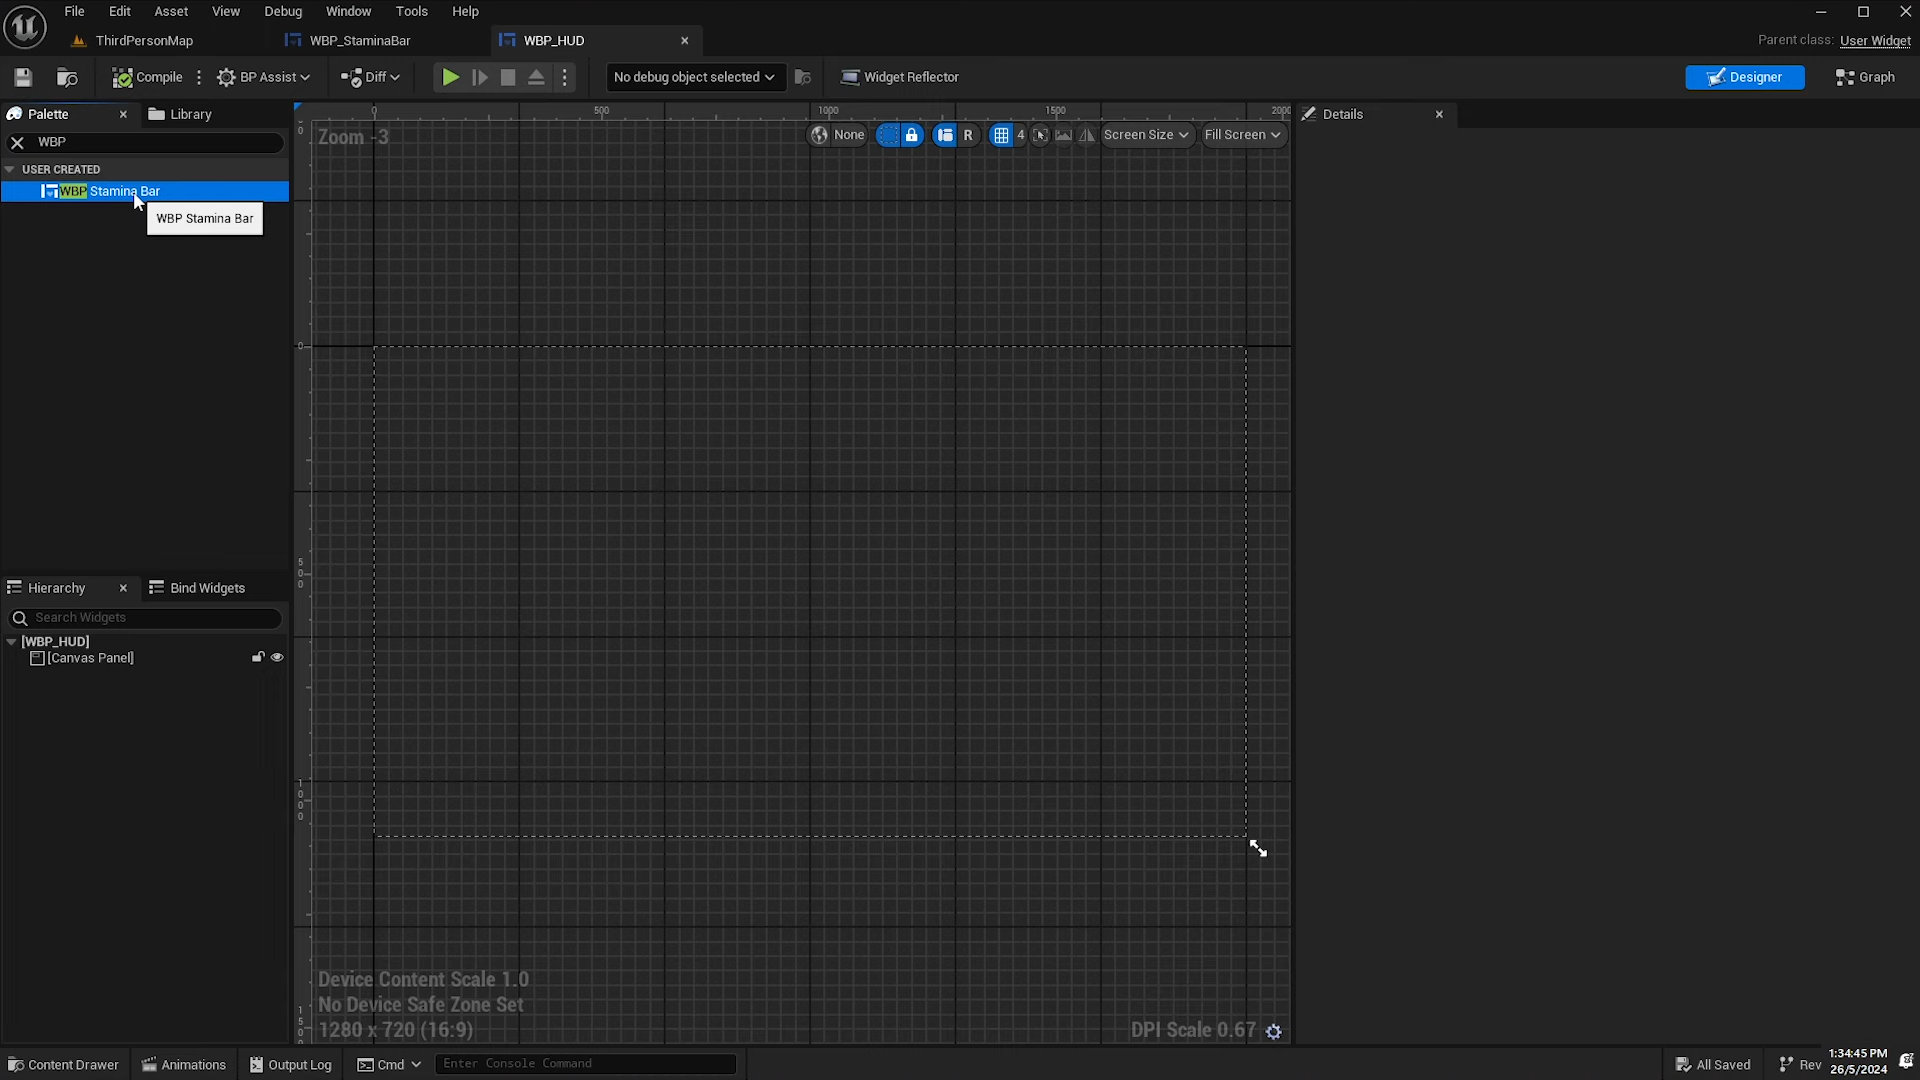 File Edit Asset View Debug Window Tools Help
ThirdPersonMap WBP_StaminaBar WBP_HUD
Parent class: User Widget
Compile BP Assist Diff No debug object selected Widget Reflector Designer Graph
Palette Library
WBP
USER CREATED
WBP Stamina Bar
WBP Stamina Bar
0 500 1000 1500 2000
Zoom -3 None R 4 Screen Size Fill Screen
Details
0
0
500
1000
150
Hierarchy Bind Widgets
Search Widgets
[WBP_HUD]
[Canvas Panel]
Device Content Scale 1.0
No Device Safe Zone Set
1280 x 720 (16:9)
DPI Scale 0.67
Content Drawer Animations Output Log Cmd Enter Console Command All Saved Rev
1:34:45 PM
26/5/2024